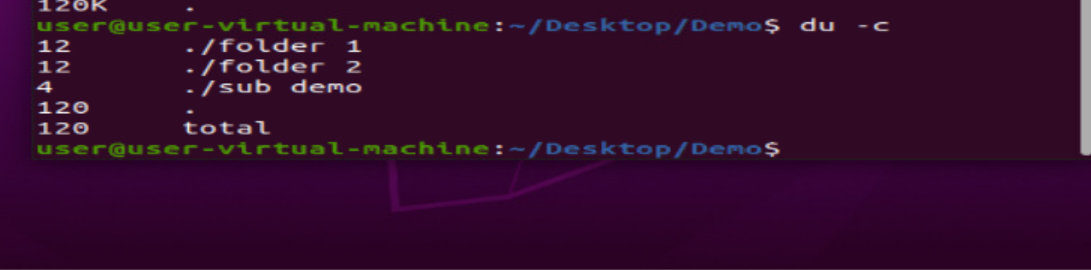 120K    .
user@user-virtual-machine:~/Desktop/Demo$ du -c
12      ./folder 1
12      ./folder 2
4       ./sub demo
120     .
120     total
user@user-virtual-machine:~/Desktop/Demo$